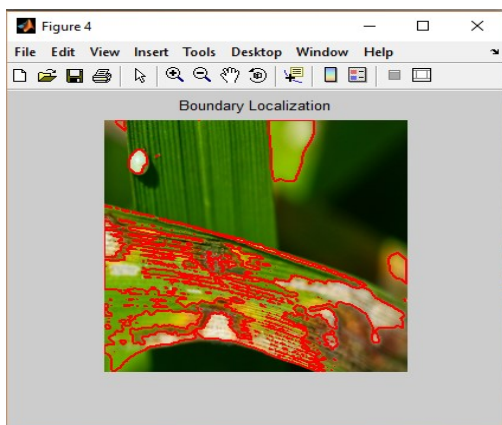 Figure 4
File Edit View Insert Tools Desktop Window Help
Boundary Localization